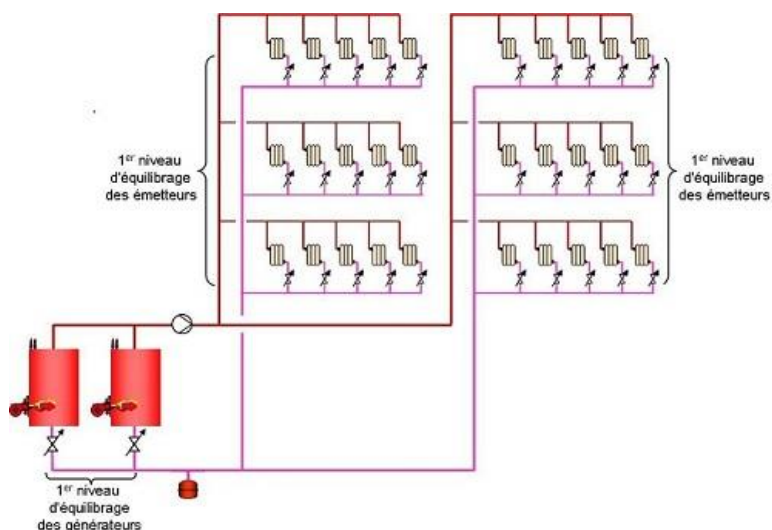 1er niveau
d'équilibrage
des émetteurs
1er niveau
d'équilibrage
des émetteurs
1er niveau
d'équilibrage
des générateurs